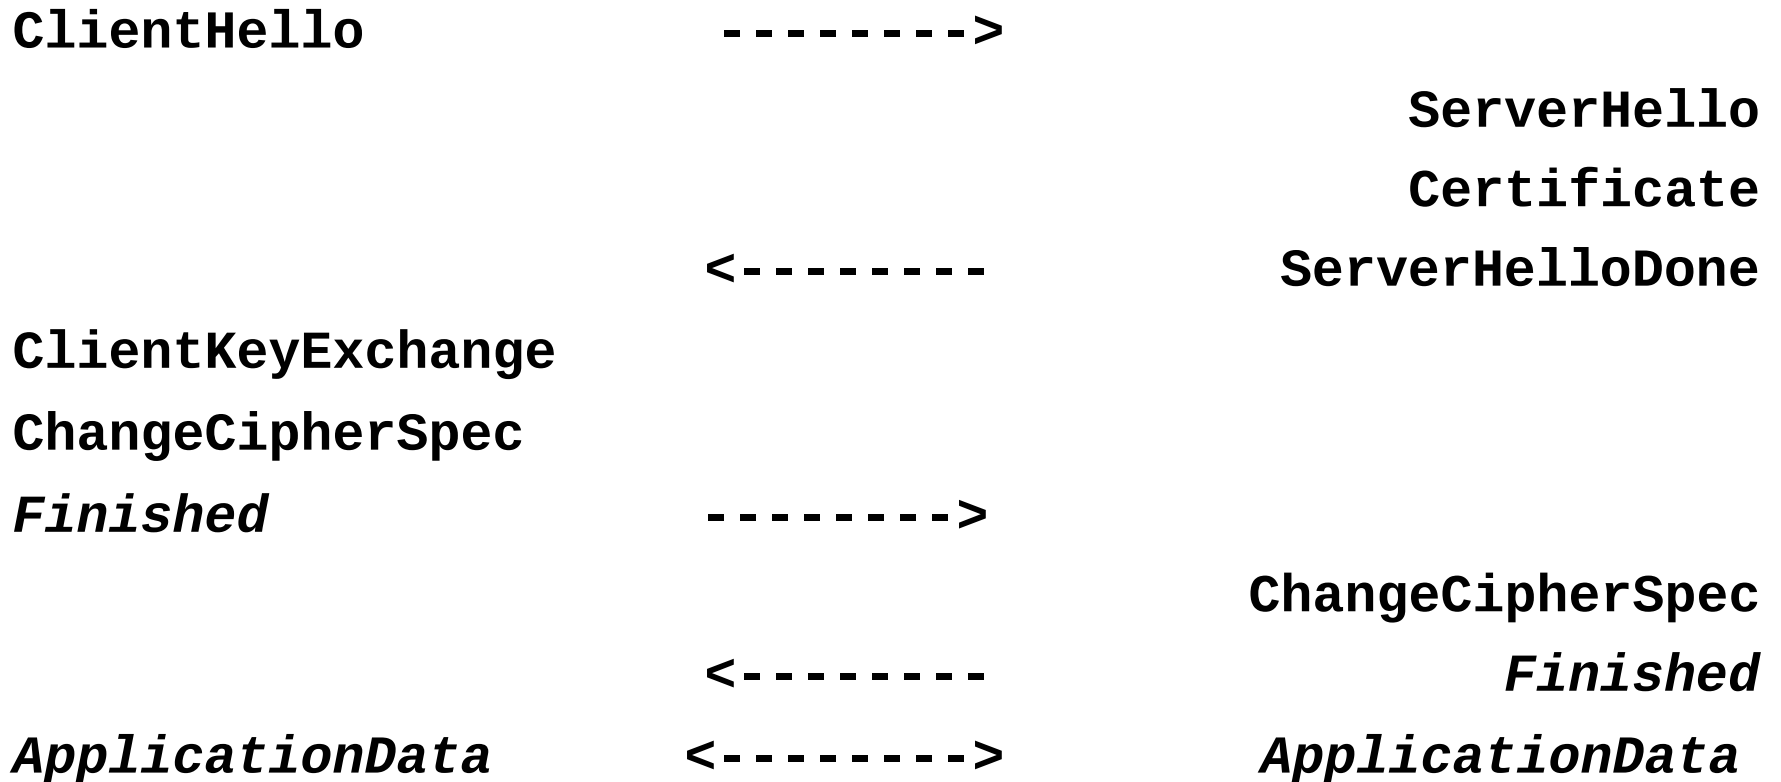 ClientHello -------->
ServerHello
Certificate
<-------- ServerHelloDone
ClientKeyExchange
ChangeCipherSpec
Finished -------->
ChangeCipherSpec
<-------- Finished
ApplicationData <--------> ApplicationData